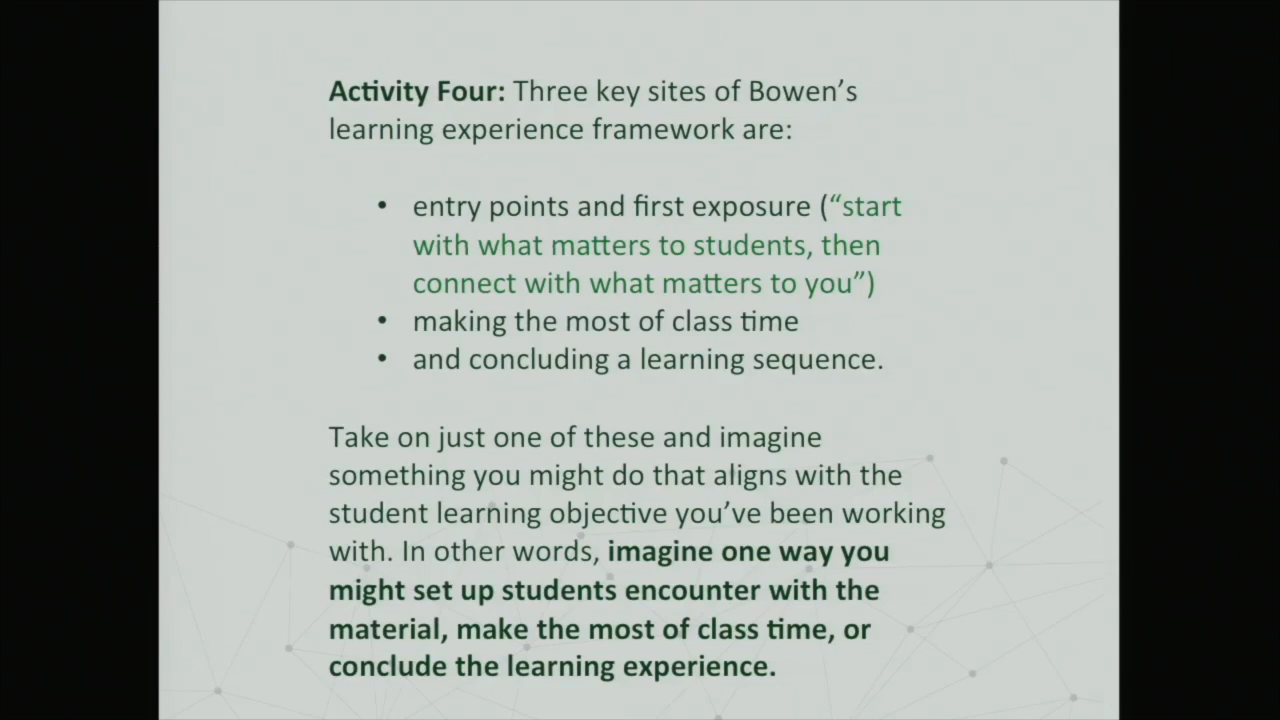 Activity Four: Three key sites of Bowen’s
learning experience framework are:
• entry points and first exposure (“start
with what matters to students, then
connect with what matters to you”)
• making the most of class time
• and concluding a learning sequence.
Take on just one of these and imagine
something you might do that aligns with the
student learning objective you’ve been working
with. In other words, imagine one way you
might set up students encounter with the
material, make the most of class time, or
conclude the learning experience.